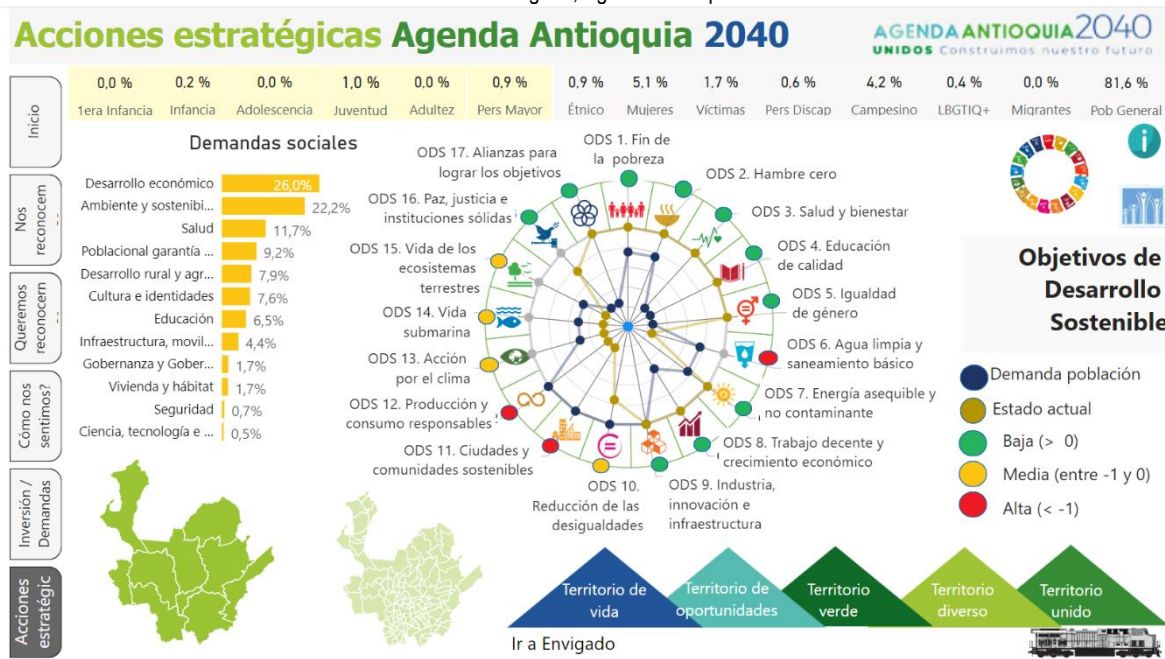 Acciones estratégicas Agenda Antioquia 2040
AGENDA ANTIOQUIA 2040
UNIDOS Construimos nuestro futuro
0,0 % 0,2 % 0,0 % 1,0 % 0,0 % 0,9 % 0,9 % 5,1 % 1,7 % 0,6 % 4,2 % 0,4 % 0,0 % 81,6 %
1era Infancia Infancia Adolescencia Juventud Adultez Pers Mayor Étnico Mujeres Víctimas Pers Discap Campesino LBGTIQ+ Migrantes Pob General
Inicio
Nos
reconocem
Queremos
reconocern
Cómo nos
sentimos?
Inversión /
Demandas
Acciones
estratégic
Demandas sociales
Desarrollo económico 26,0%
Ambiente y sostenibi... 22,2%
Salud 11,7%
Poblacional garantía ... 9,2%
Desarrollo rural y agr... 7,9%
Cultura e identidades 7,6%
Educación 6,5%
Infraestructura, movil... 4,4%
Gobernanza y Gober... 1,7%
Vivienda y hábitat 1,7%
Seguridad 0,7%
Ciencia, tecnología e ... 0,5%
ODS 1. Fin de
la pobreza
ODS 2. Hambre cero
ODS 3. Salud y bienestar
ODS 4. Educación
de calidad
ODS 5. Igualdad
de género
ODS 6. Agua limpia y
saneamiento básico
ODS 7. Energía asequible y
no contaminante
ODS 8. Trabajo decente y
crecimiento económico
ODS 9. Industria,
innovación e
infraestructura
ODS 10.
Reducción de las
desigualdades
ODS 11. Ciudades y
comunidades sostenibles
ODS 12. Producción y
consumo responsables
ODS 13. Acción
por el clima
ODS 14. Vida
submarina
ODS 15. Vida de los
ecosistemas
terrestres
ODS 16. Paz, justicia e
instituciones sólidas
ODS 17. Alianzas para
lograr los objetivos
i
Objetivos de
Desarrollo
Sostenible
Demanda población
Estado actual
Baja (> 0)
Media (entre -1 y 0)
Alta (< -1)
Territorio de
vida
Territorio de
oportunidades
Territorio
verde
Territorio
diverso
Territorio
unido
Ir a Envigado